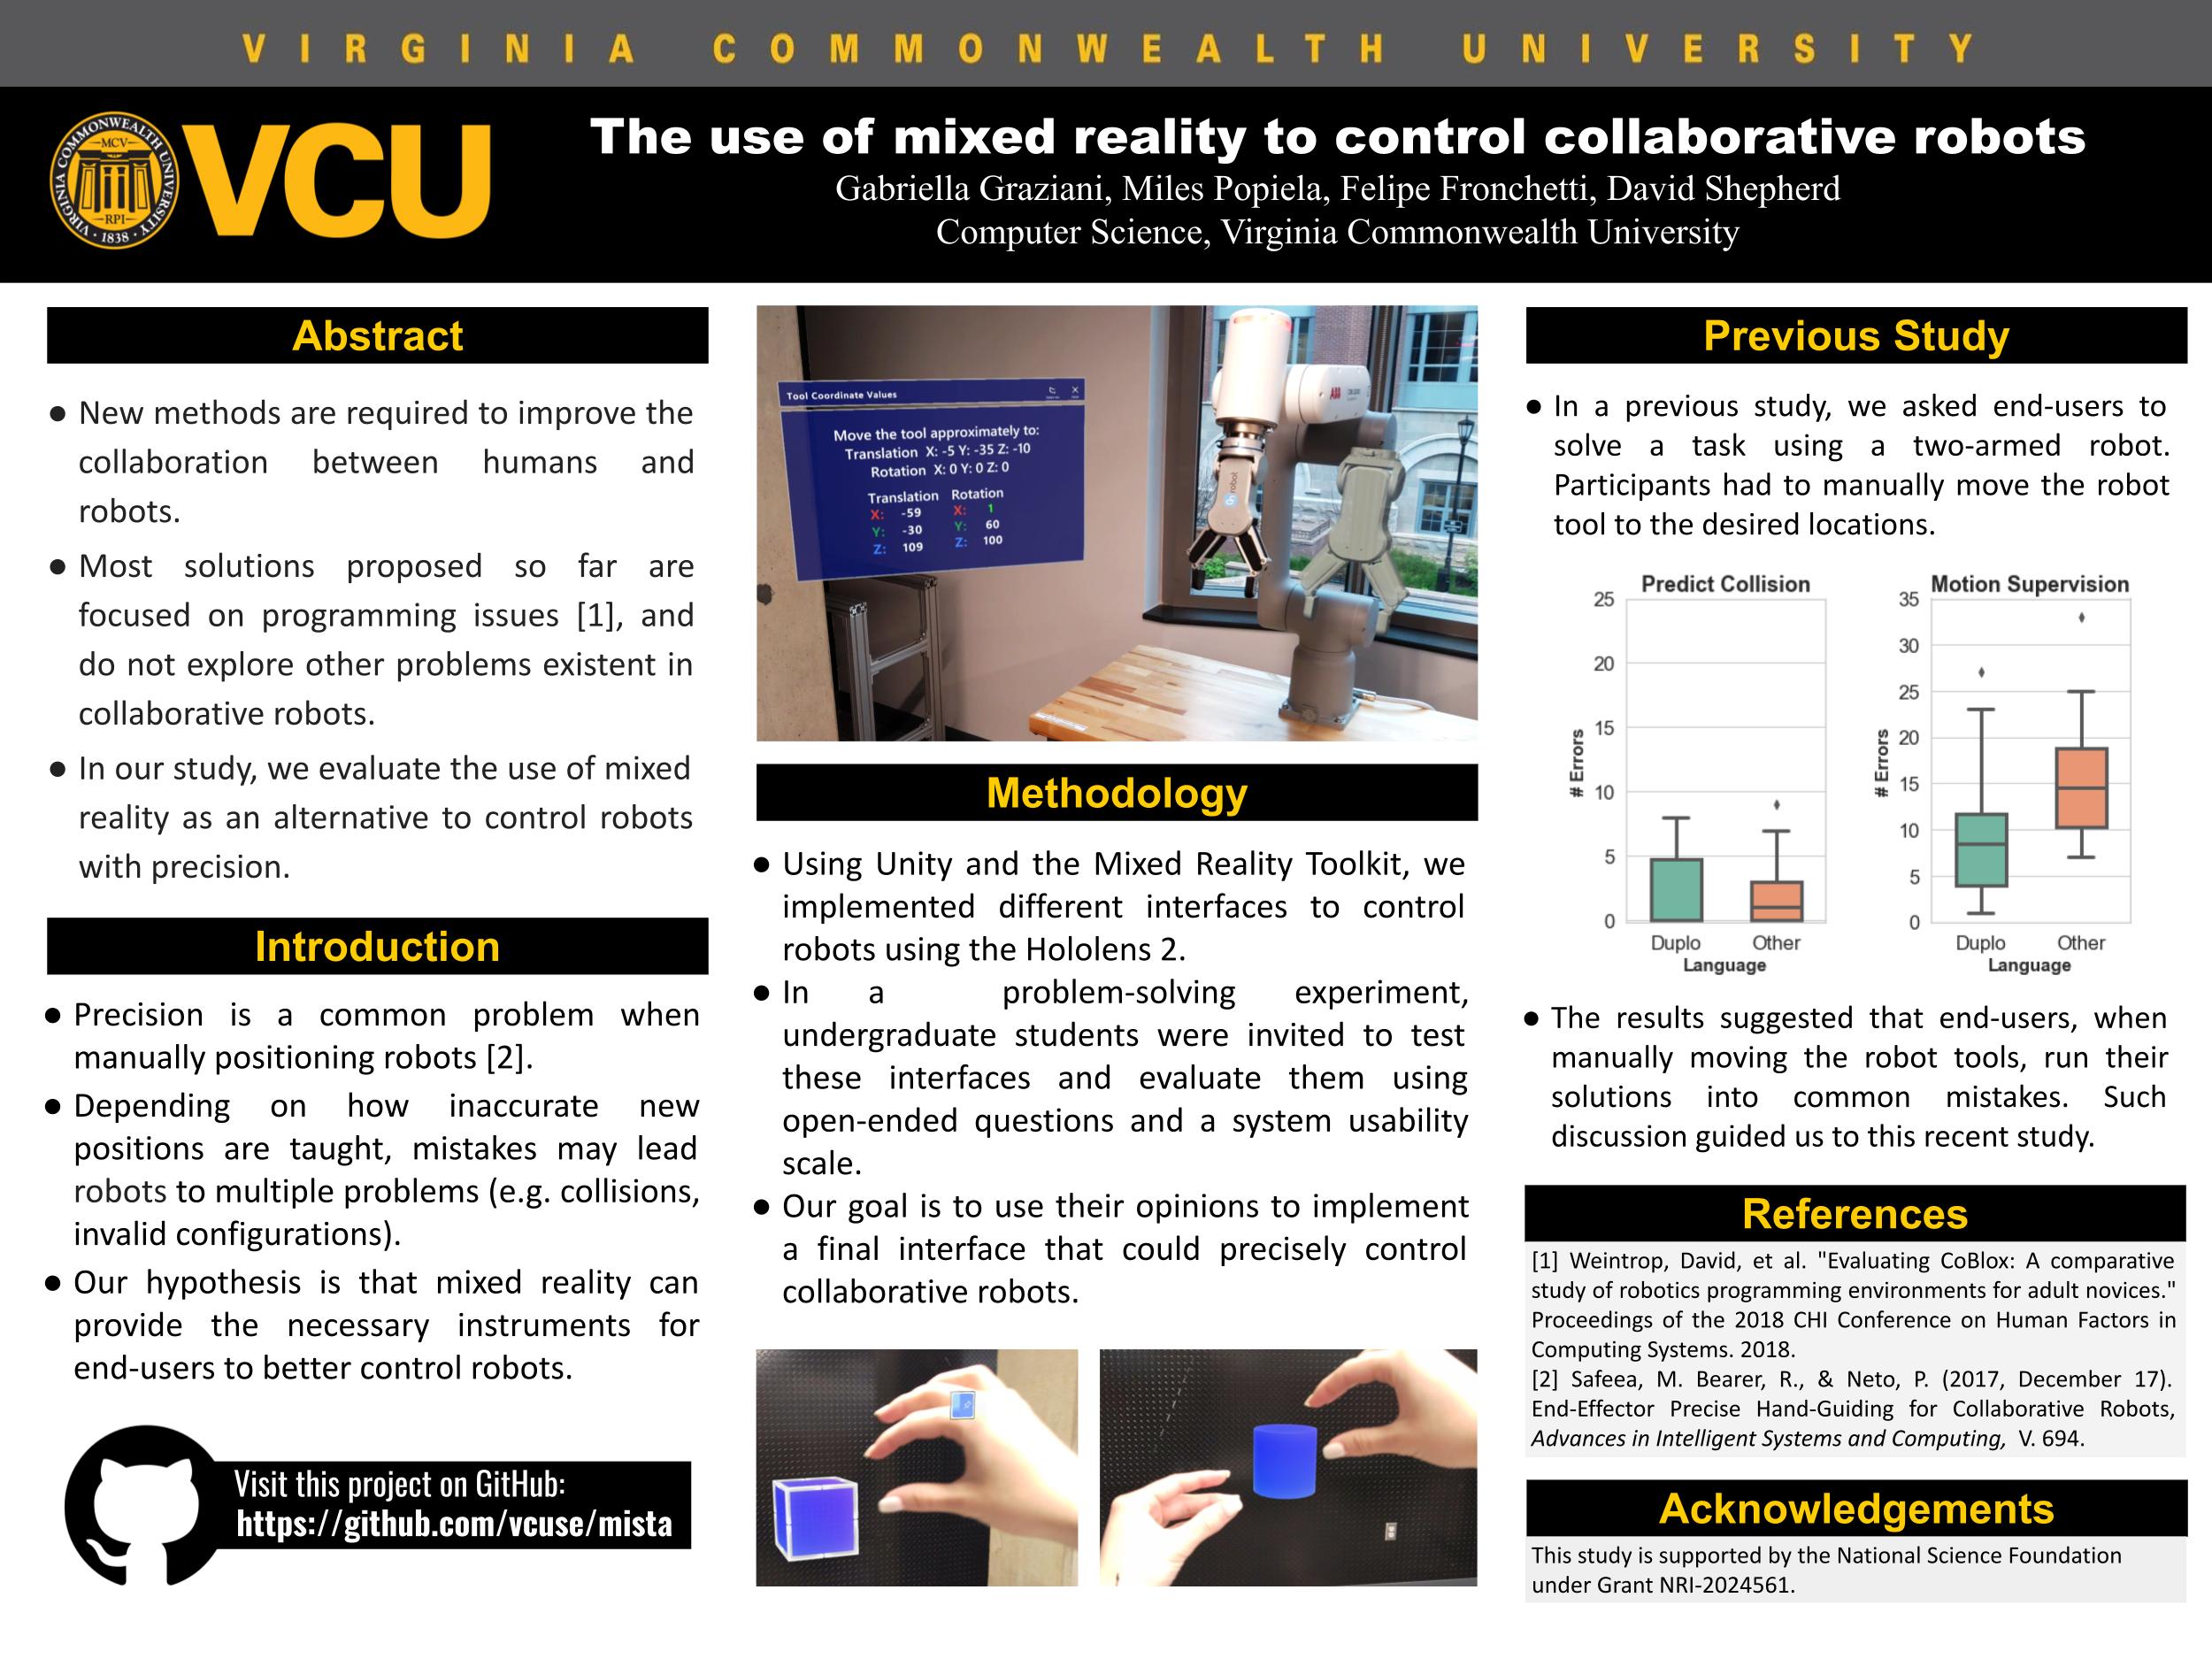 VIRGINIA COMMONWEALTH UNIVERSITY
VIRGINIA COMMONWEALTH UNIVERSITY
MCV
RPI
1838
VCU
The use of mixed reality to control collaborative robots
Gabriella Graziani, Miles Popiela, Felipe Fronchetti, David Shepherd
Computer Science, Virginia Commonwealth University
Abstract
● New methods are required to improve the
collaboration between humans and
robots.
● Most solutions proposed so far are
focused on programming issues [1], and
do not explore other problems existent in
collaborative robots.
● In our study, we evaluate the use of mixed
reality as an alternative to control robots
with precision.
Introduction
● Precision is a common problem when
manually positioning robots [2].
● Depending on how inaccurate new
positions are taught, mistakes may lead
robots to multiple problems (e.g. collisions,
invalid configurations).
● Our hypothesis is that mixed reality can
provide the necessary instruments for
end-users to better control robots.
Visit this project on GitHub:
https://github.com/vcuse/mista
Tool Coordinate Values
Move the tool approximately to:
Translation X: -5 Y: -35 Z: -10
Rotation X: 0 Y: 0 Z: 0
Translation Rotation
X: -59 X: 1
Y: -30 Y: 60
Z: 109 Z: 100
ABB
robot
Methodology
● Using Unity and the Mixed Reality Toolkit, we
implemented different interfaces to control
robots using the Hololens 2.
● In a problem-solving experiment,
undergraduate students were invited to test
these interfaces and evaluate them using
open-ended questions and a system usability
scale.
● Our goal is to use their opinions to implement
a final interface that could precisely control
collaborative robots.
Previous Study
● In a previous study, we asked end-users to
solve a task using a two-armed robot.
Participants had to manually move the robot
tool to the desired locations.
Predict Collision
25
20
15
10
5
0
# Errors
Duplo Other
Language
Motion Supervision
35
30
25
20
15
10
5
0
# Errors
Duplo Other
Language
● The results suggested that end-users, when
manually moving the robot tools, run their
solutions into common mistakes. Such
discussion guided us to this recent study.
References
[1] Weintrop, David, et al. "Evaluating CoBlox: A comparative
study of robotics programming environments for adult novices."
Proceedings of the 2018 CHI Conference on Human Factors in
Computing Systems. 2018.
[2] Safeea, M. Bearer, R., & Neto, P. (2017, December 17).
End-Effector Precise Hand-Guiding for Collaborative Robots,
Advances in Intelligent Systems and Computing, V. 694.
Acknowledgements
This study is supported by the National Science Foundation
under Grant NRI-2024561.